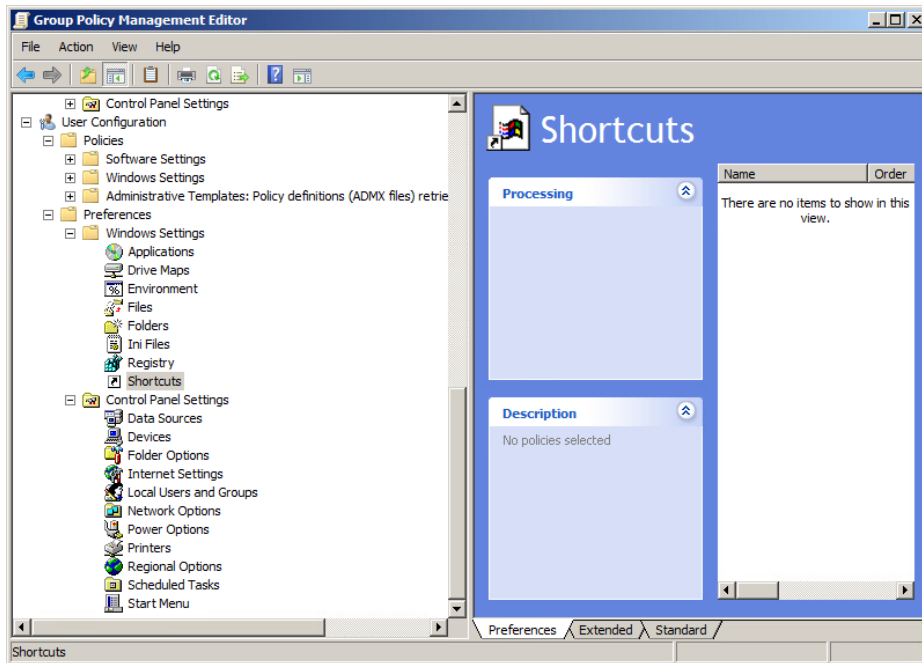 Group Policy Management Editor
File Action View Help
Control Panel Settings
User Configuration
Policies
Software Settings
Windows Settings
Administrative Templates: Policy definitions (ADMX files) retrie
Preferences
Windows Settings
Applications
Drive Maps
Environment
Files
Folders
Ini Files
Registry
Shortcuts
Control Panel Settings
Data Sources
Devices
Folder Options
Internet Settings
Local Users and Groups
Network Options
Power Options
Printers
Regional Options
Scheduled Tasks
Start Menu
Shortcuts
Processing
Description
No policies selected
Name Order
There are no items to show in this
view.
Preferences Extended Standard
Shortcuts